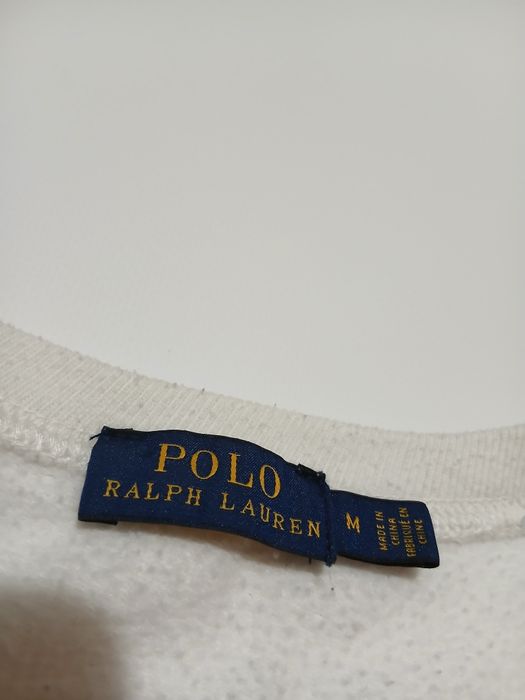 POLO
RALPH LAUREN
M
MADE IN
CHINA
FABRIQUÉ EN
CHINE